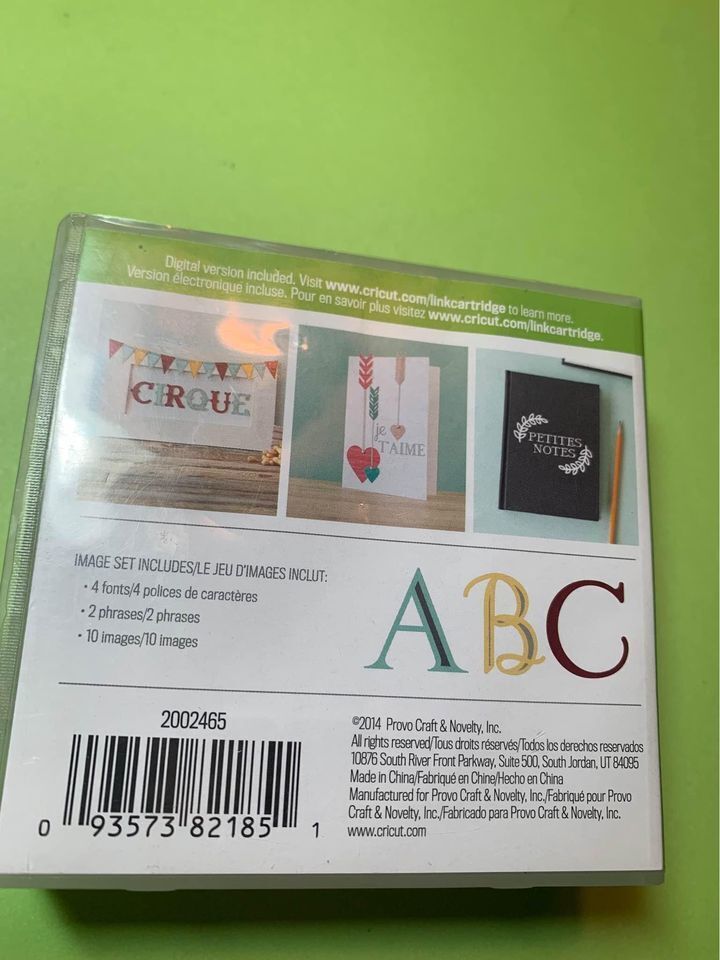 Digital version included. Visit www.cricut.com/linkcartridge to learn more.
Version électronique incluse. Pour en savoir plus visitez www.cricut.com/linkcartridge.
CIRQUE
je
T'AIME
PETITES
NOTES
IMAGE SET INCLUDES/LE JEU D'IMAGES INCLUT:
• 4 fonts/4 polices de caractères
• 2 phrases/2 phrases
• 10 images/10 images
ABC
2002465
0 93573 82185 1
©2014 Provo Craft & Novelty, Inc.
All rights reserved/Tous droits réservés/Todos los derechos reservados
10876 South River Front Parkway, Suite 500, South Jordan, UT 84095
Made in China/Fabriqué en Chine/Hecho en China
Manufactured for Provo Craft & Novelty, Inc./Fabriqué pour Provo
Craft & Novelty, Inc./Fabricado para Provo Craft & Novelty, Inc.
www.cricut.com